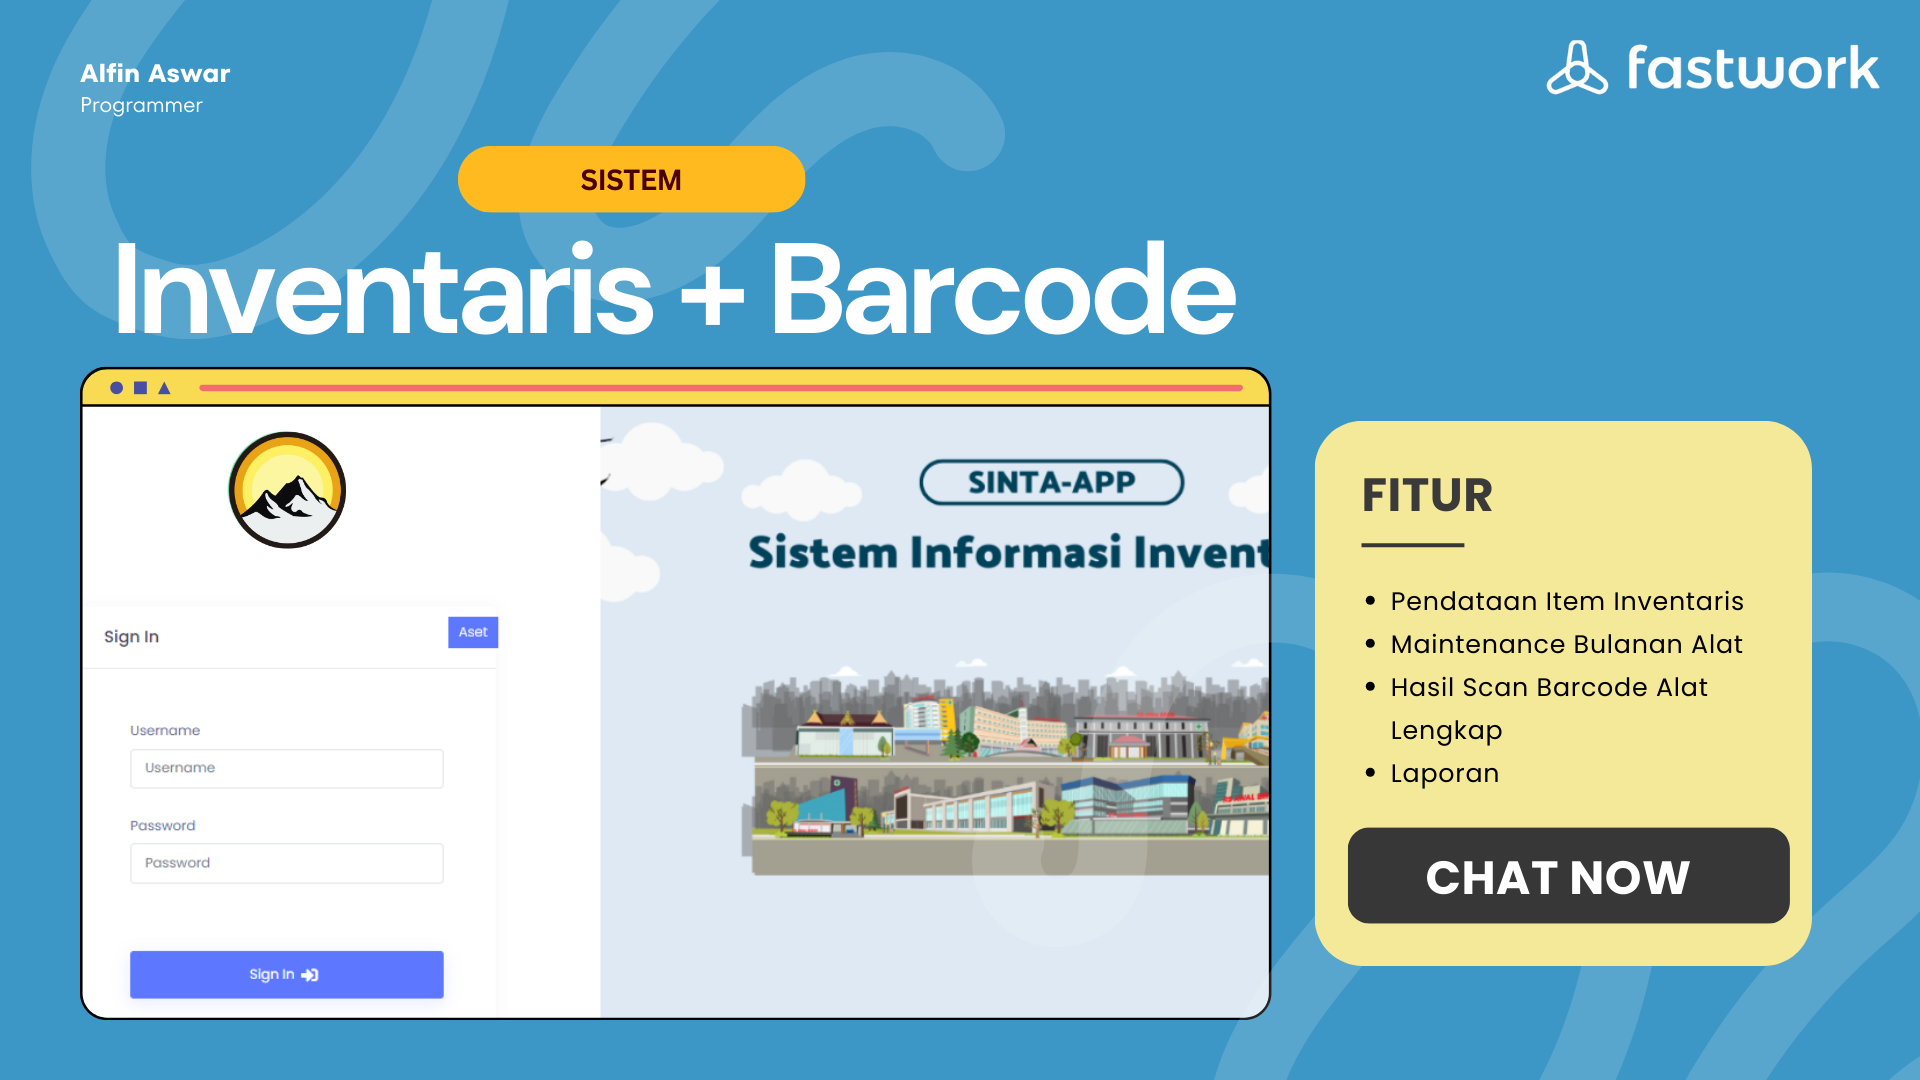 Alfin Aswar
Programmer
fastwork
SISTEM
Inventaris + Barcode
Sign In
Aset
Username
Username
Password
Password
Sign In
SINTA-APP
Sistem Informasi Invent
FITUR
• Pendataan Item Inventaris
• Maintenance Bulanan Alat
• Hasil Scan Barcode Alat
Lengkap
• Laporan
CHAT NOW